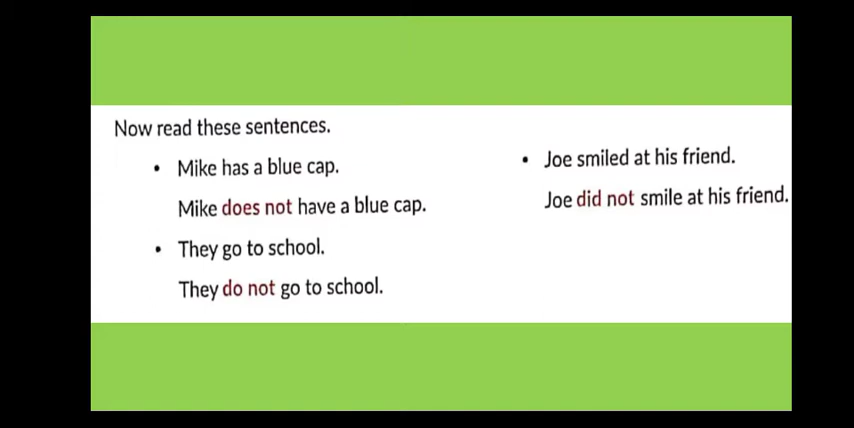 Now read these sentences.
• Mike has a blue cap.
Mike does not have a blue cap.
• They go to school.
They do not go to school.
• Joe smiled at his friend.
Joe did not smile at his friend.